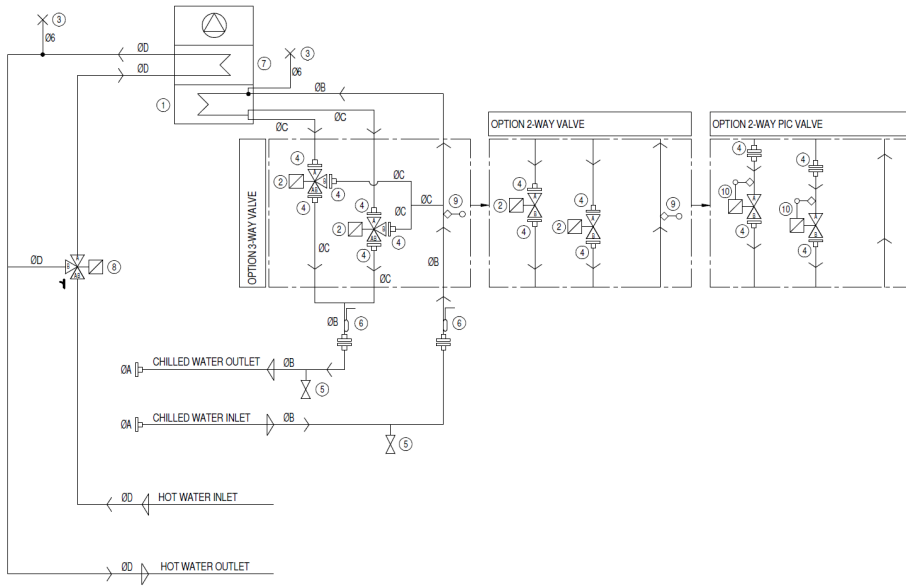 3
Ø6
ØD
ØD
7
3
Ø6
1
ØB
ØC
ØC
OPTION 2-WAY VALVE
OPTION 2-WAY PIC VALVE
OPTION 3-WAY VALVE
4
A
B
AB
2
4
4
ØC
ØC
ØC
4
A
B
AB
2
4
4
9
ØC
ØC
ØB
4
A
B
2
4
4
A
B
2
4
9
4
10
A
B
4
4
10
A
B
4
ØD
B
A
AB
8
ØB
6
6
ØA
CHILLED WATER OUTLET
ØB
5
ØA
CHILLED WATER INLET
ØB
5
ØD
HOT WATER INLET
ØD
HOT WATER OUTLET